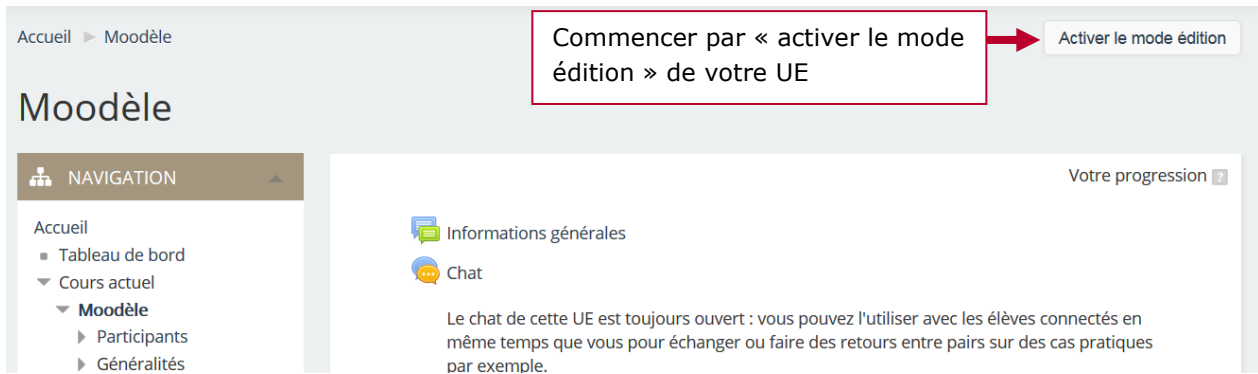 Accueil ► Moodèle
Commencer par « activer le mode
édition » de votre UE
Activer le mode édition
Moodèle
NAVIGATION
Votre progression ?
Accueil
Tableau de bord
Cours actuel
Moodèle
Participants
Généralités
Informations générales
Chat
Le chat de cette UE est toujours ouvert : vous pouvez l'utiliser avec les élèves connectés en
même temps que vous pour échanger ou faire des retours entre pairs sur des cas pratiques
par exemple.